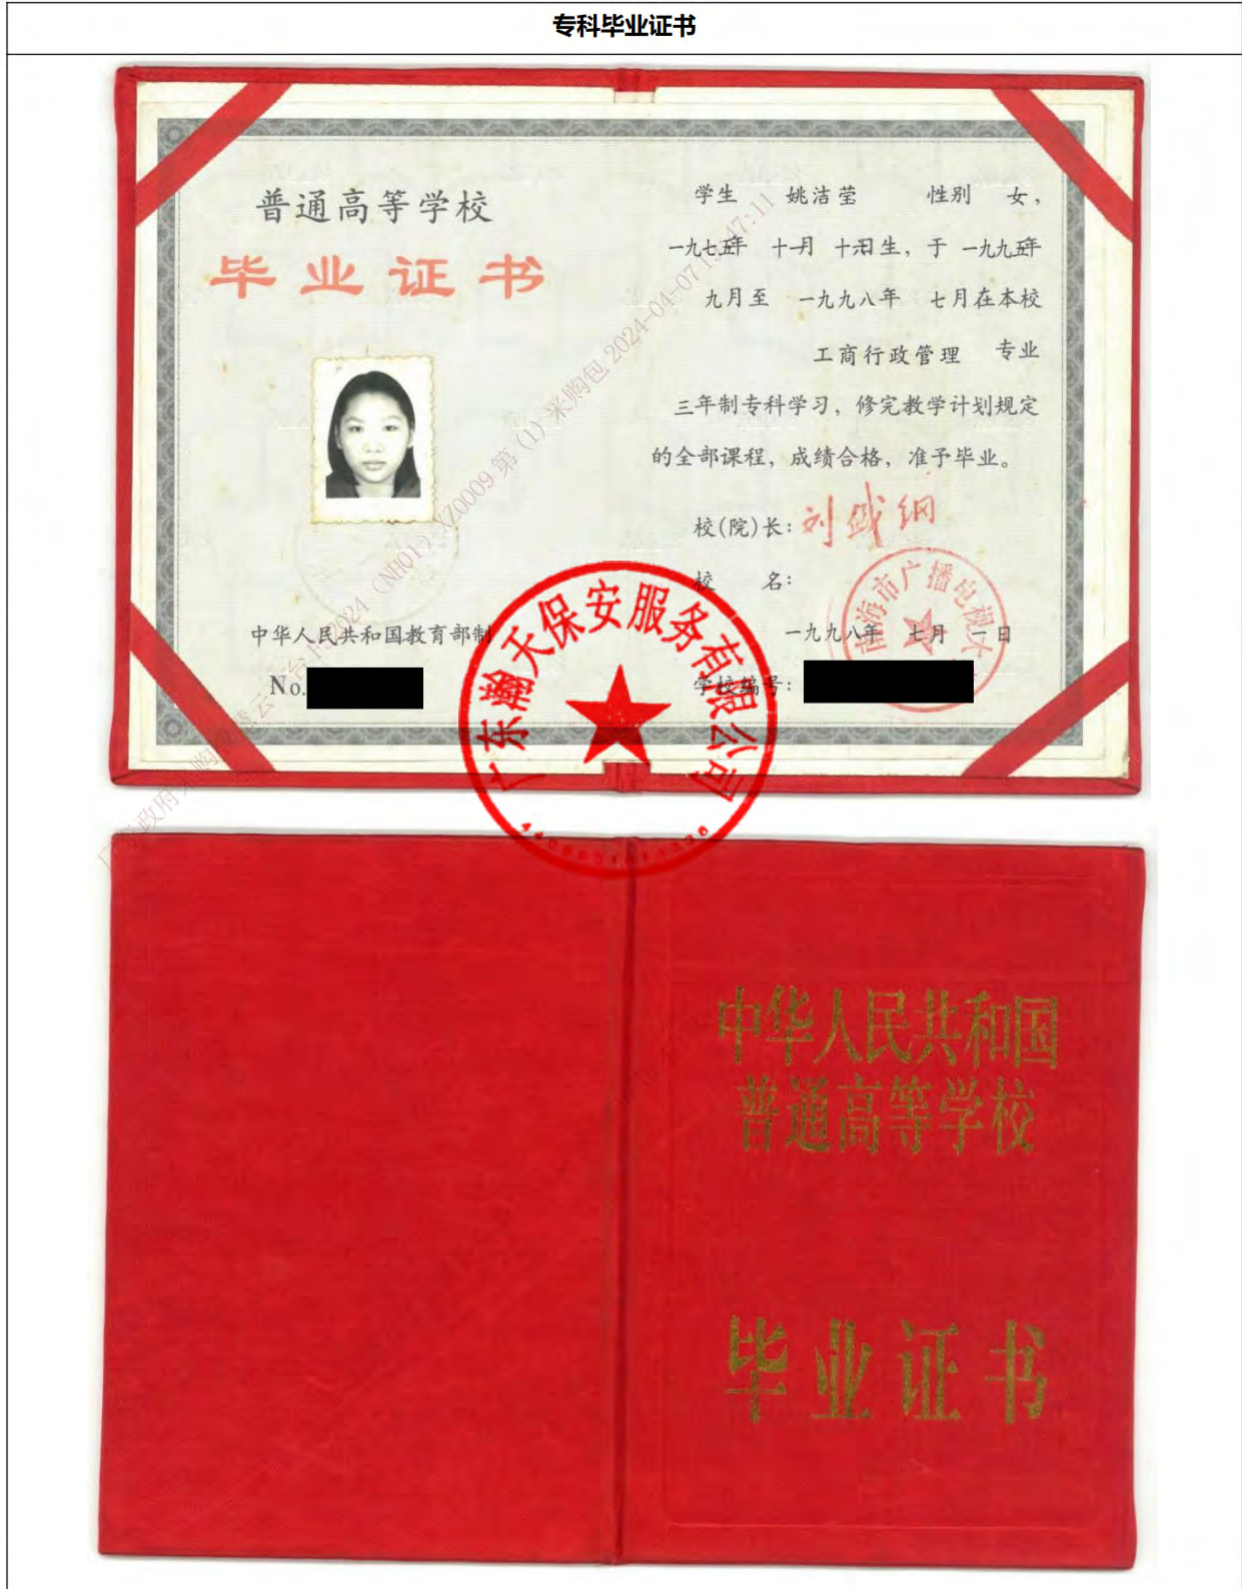 专科毕业证书
普通高等学校
毕业证书
中华人民共和国教育部制
No.
学生 姚洁莹 性别 女，
一九七五年 十一月 十日生，于 一九九五年
九月至 一九九八年 七月在本校
工商行政管理 专业
三年制专科学习，修完教学计划规定
的全部课程，成绩合格，准予毕业。
校(院)长：
校 名：
南海市广播电视大
一九九八年 七月 一日
学校编号：
广东瀚天保安服务有限公司
2024-04-07
中华人民共和国
普通高等学校
毕业证书